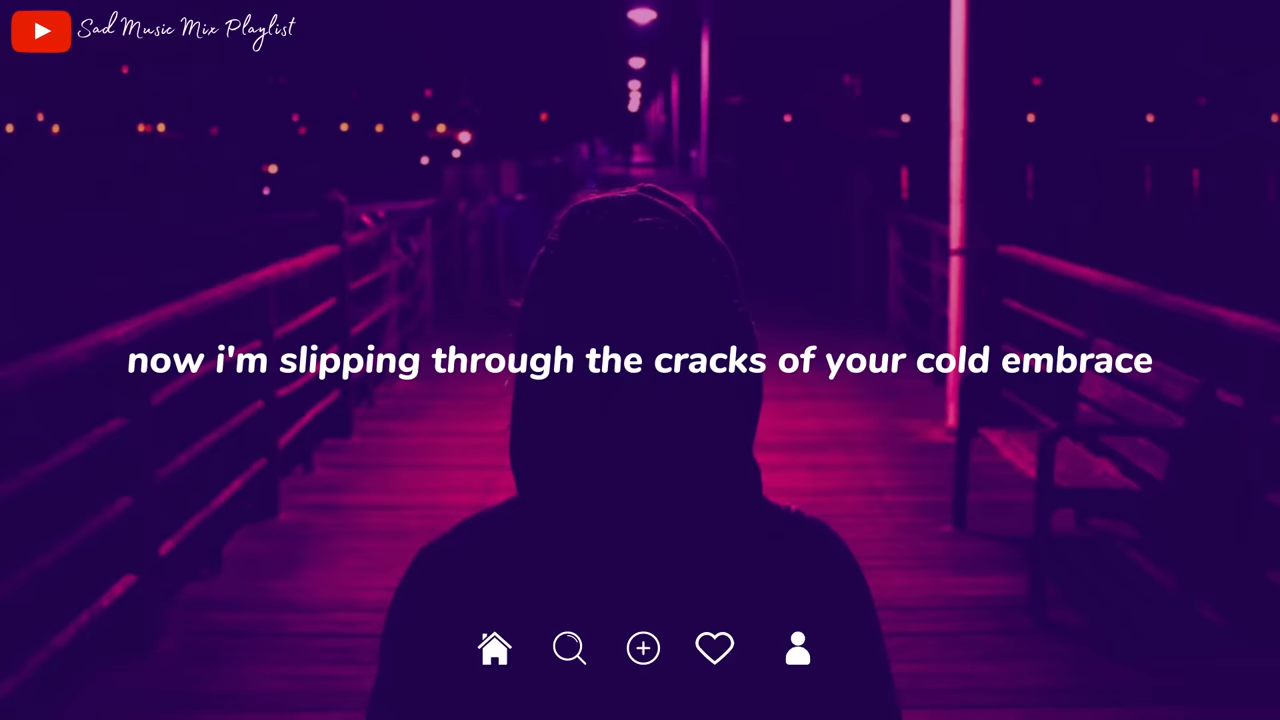 Sad Music Mix Playlist
now i'm slipping through the cracks of your cold embrace